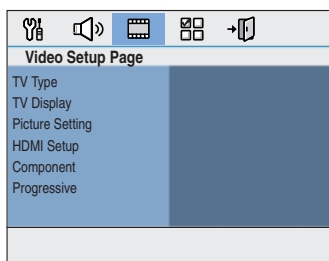 Video Setup Page
TV Type
TV Display
Picture Setting
HDMI Setup
Component
Progressive